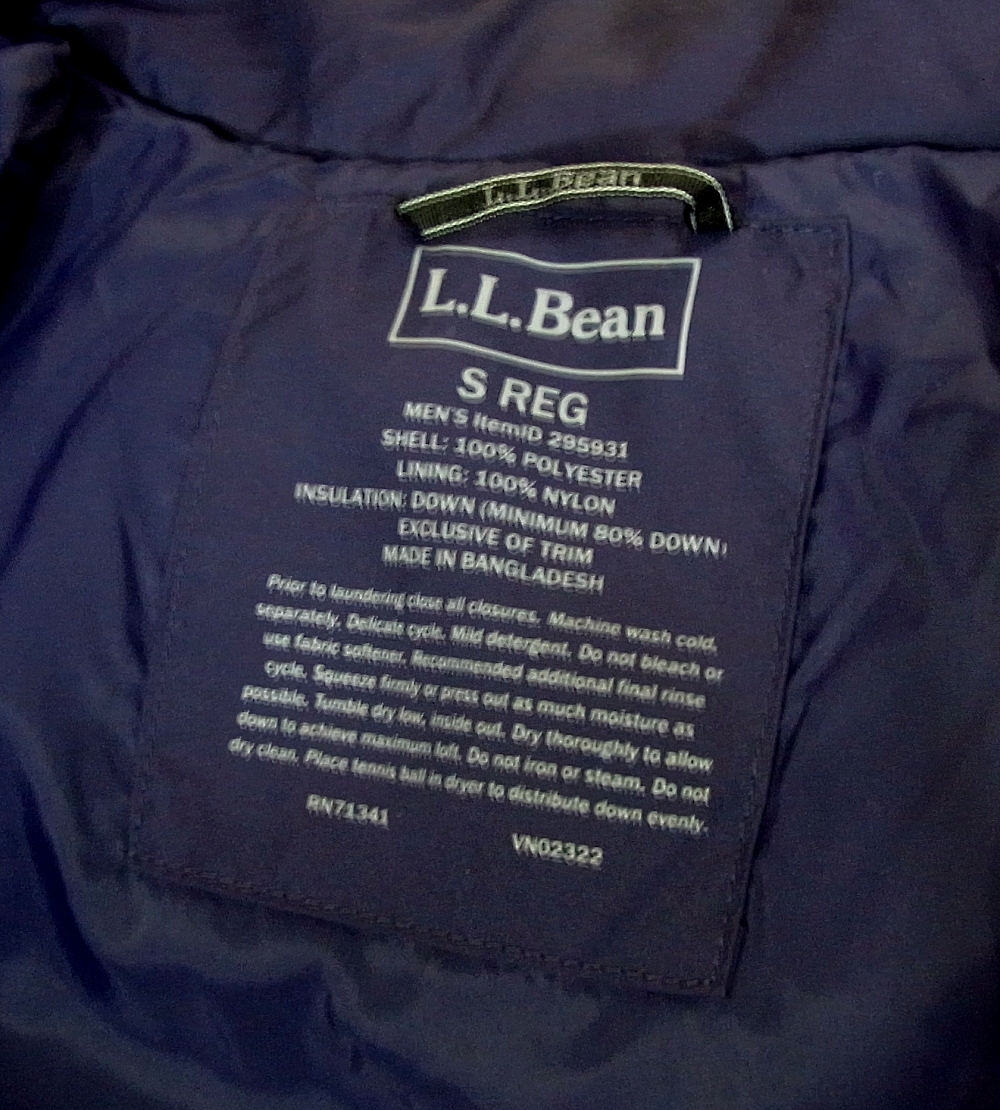 L.L.Bean
L.L.Bean
S REG
MEN'S ItemID 295931
SHELL: 100% POLYESTER
LINING: 100% NYLON
INSULATION: DOWN (MINIMUM 80% DOWN)
EXCLUSIVE OF TRIM
MADE IN BANGLADESH
Prior to laundering close all closures. Machine wash cold,
separately. Delicate cycle. Mild detergent. Do not bleach or
use fabric softener. Recommended additional final rinse
cycle. Squeeze firmly or press out as much moisture as
possible. Tumble dry low, inside out. Dry thoroughly to allow
down to achieve maximum loft. Do not iron or steam. Do not
dry clean. Place tennis ball in dryer to distribute down evenly.
RN71341
VN02322